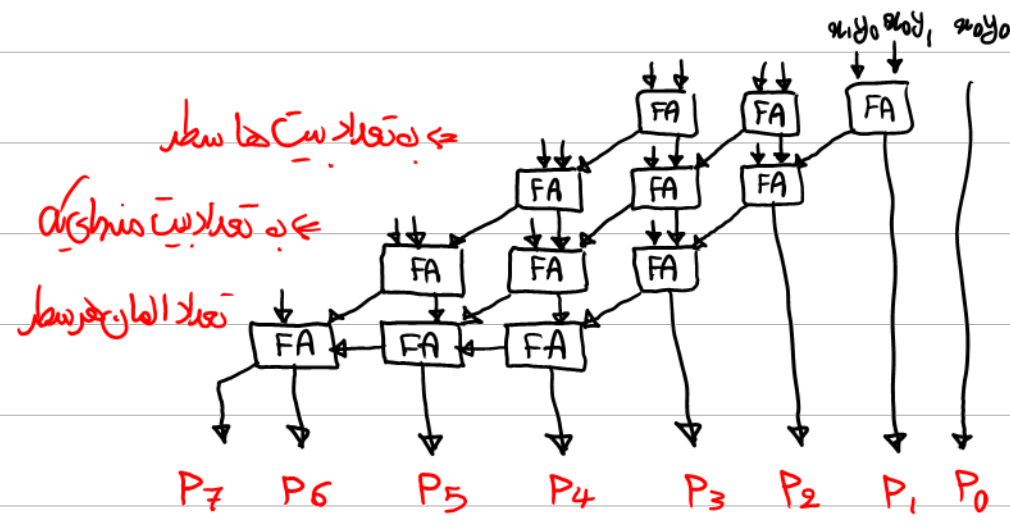 x₁y₀ x₀y₁ x₀y₀
FA FA FA
⇐ به تعداد بیت ها سطر
FA FA FA
⇐ به تعداد بیت منهای یک
FA FA FA
تعداد المان هر سطر
FA FA FA
P₇ P₆ P₅ P₄ P₃ P₂ P₁ P₀